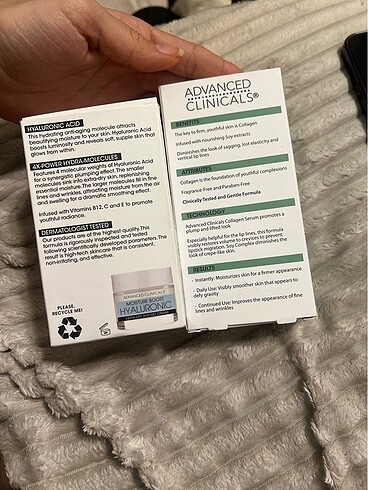 HYALURONIC ACID
This hydrating anti-aging molecule attracts
beautifying moisture to your skin. Hyaluronic Acid
boosts luminosity and reveals soft, supple skin that
glows from within.
4X-POWER HYDRA-MOLECULES
Features 4 molecular weights of Hyaluronic Acid
for a synergistic plumping effect. The smaller
molecules sink into extradry skin, replenishing
essential moisture. The larger molecules fill in fine
lines and wrinkles, attracting moisture from the air
and swelling for a dramatic smoothing effect.
Infused with Vitamins B12, C and E to promote
youthful radiance.
DERMATOLOGIST TESTED
Our products are of the highest quality. This
formula is rigorously inspected and tested
following scientifically developed parameters. The
result is high-tech skincare that is consistent,
non-irritating, and effective.
PLEASE,
RECYCLE ME!
ADVANCED CLINICALS
MOISTURE BOOST
HYALURONIC
ADVANCED
CLINICALS®
BENEFITS
The key to firm, youthful skin is Collagen
Infused with nourishing Soy extracts
Diminishes the look of sagging, lost elasticity and
vertical lip lines
ATTRIBUTES
Collagen is the foundation of youthful complexions
Fragrance-Free and Paraben-Free
Clinically Tested and Gentle Formula
TECHNOLOGY
Advanced Clinicals Collagen Serum promotes a
plump and lifted look
Especially helpful for the lip lines, this formula
visibly restores volume to crevices to prevent
lipstick migration. Soy Complex diminishes the
look of crepe-like skin.
RESULTS
- Instantly: Moisturizes skin for a firmer appearance
- Daily Use: Visibly smoother skin that appears to
defy gravity
- Continued Use: Improves the appearance of fine
lines and wrinkles